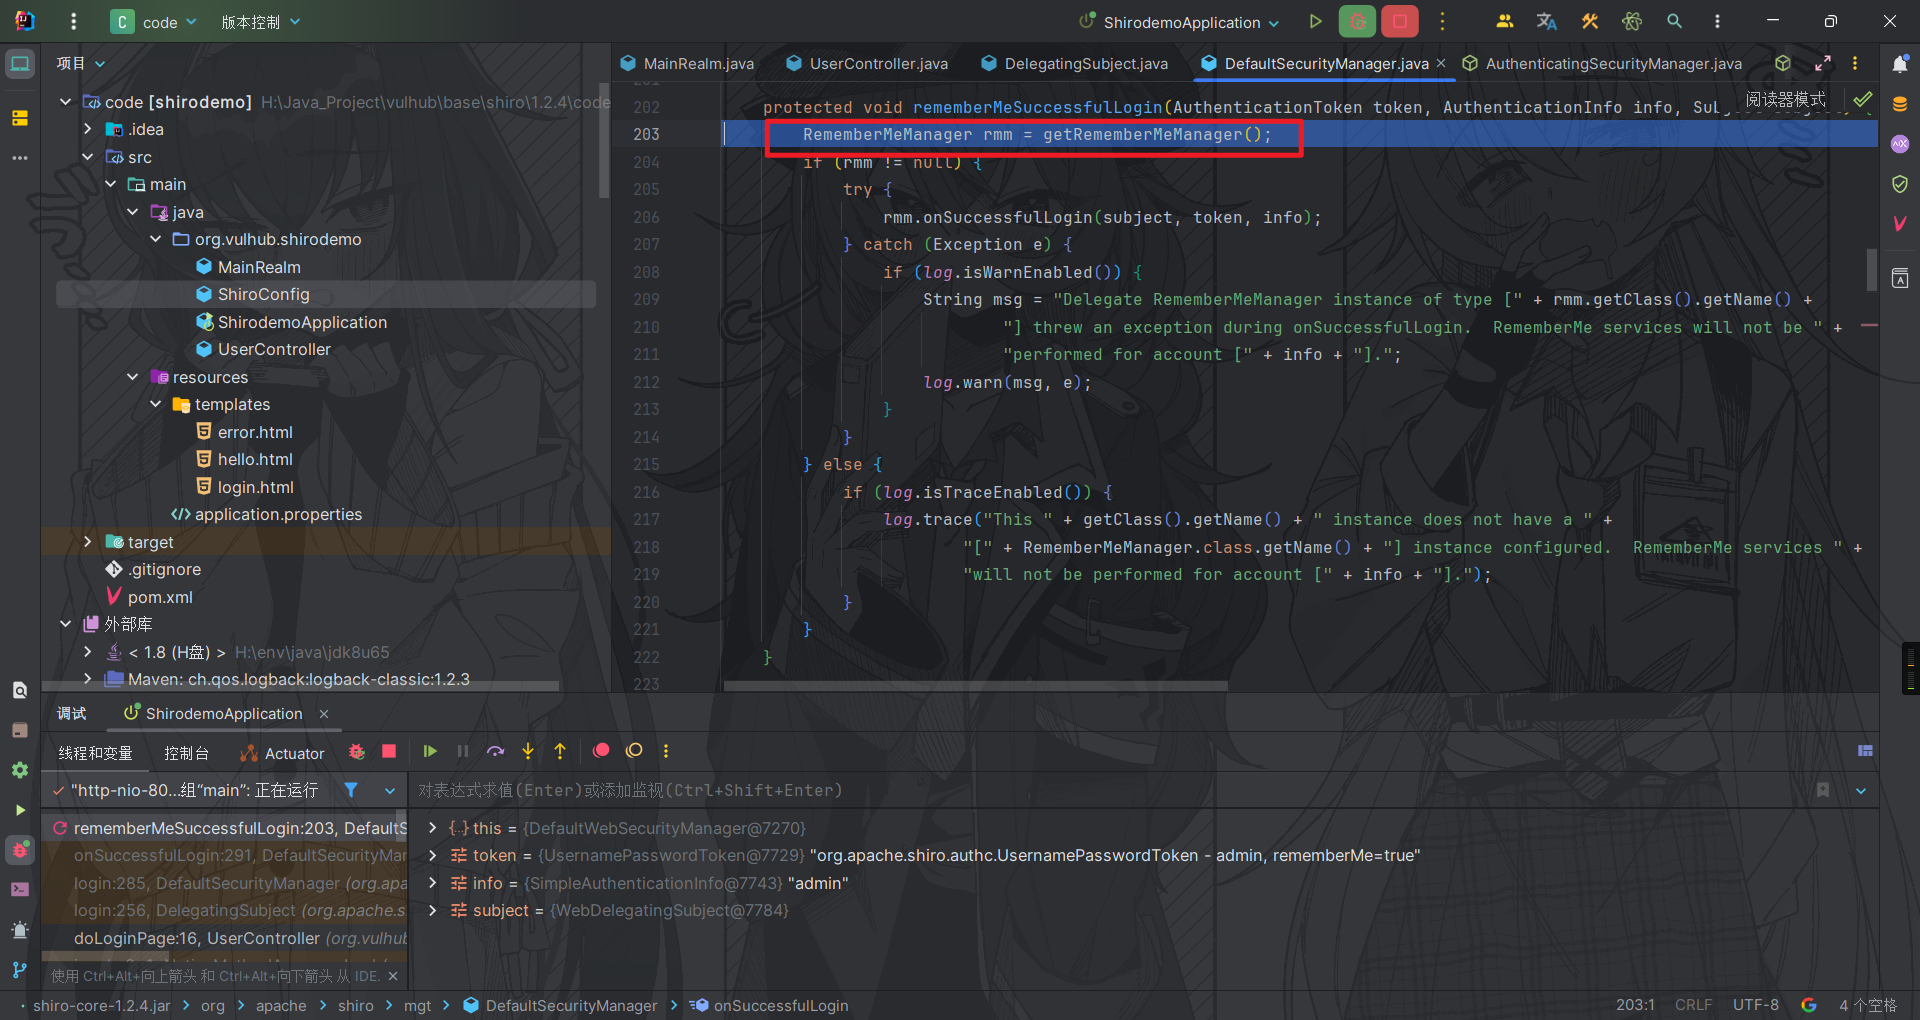 C code 版本控制 ShirodemoApplication
项目
MainRealm.java UserController.java DelegatingSubject.java DefaultSecurityManager.java AuthenticatingSecurityManager.java
code [shirodemo] H:\Java_Project\vulhub\base\shiro\1.2.4\code
.idea
src
main
java
org.vulhub.shirodemo
MainRealm
ShiroConfig
ShirodemoApplication
UserController
resources
templates
error.html
hello.html
login.html
application.properties
target
.gitignore
pom.xml
外部库
< 1.8 (H盘) > H:\env\java\jdk8u65
Maven: ch.qos.logback:logback-classic:1.2.3
阅读器模式
202 protected void rememberMeSuccessfulLogin(AuthenticationToken token, AuthenticationInfo info, Su
203 RememberMeManager rmm = getRememberMeManager();
204 if (rmm != null) {
205 try {
206 rmm.onSuccessfulLogin(subject, token, info);
207 } catch (Exception e) {
208 if (log.isWarnEnabled()) {
209 String msg = "Delegate RememberMeManager instance of type [" + rmm.getClass().getName() +
210 "] threw an exception during onSuccessfulLogin.  RememberMe services will not be " +
211 "performed for account [" + info + "].";
212 log.warn(msg, e);
213 }
214 }
215 } else {
216 if (log.isTraceEnabled()) {
217 log.trace("This " + getClass().getName() + " instance does not have a " +
218 "[" + RememberMeManager.class.getName() + "] instance configured.  RememberMe services " +
219 "will not be performed for account [" + info + "].");
220 }
221 }
222 }
223
调试 ShirodemoApplication
线程和变量 控制台 Actuator
"http-nio-80...组“main”: 正在运行
对表达式求值(Enter)或添加监视(Ctrl+Shift+Enter)
rememberMeSuccessfulLogin:203, DefaultS
onSuccessfulLogin:291, DefaultSecurityMar
login:285, DefaultSecurityManager (org.apa
login:256, DelegatingSubject (org.apache.s
doLoginPage:16, UserController (org.vulhub
使用 Ctrl+Alt+向上箭头 和 Ctrl+Alt+向下箭头 从 IDE.
this = {DefaultWebSecurityManager@7270}
token = {UsernamePasswordToken@7729} "org.apache.shiro.authc.UsernamePasswordToken - admin, rememberMe=true"
info = {SimpleAuthenticationInfo@7743} "admin"
subject = {WebDelegatingSubject@7784}
shiro-core-1.2.4.jar > org > apache > shiro > mgt > DefaultSecurityManager > onSuccessfulLogin
203:1 CRLF UTF-8 4 个空格